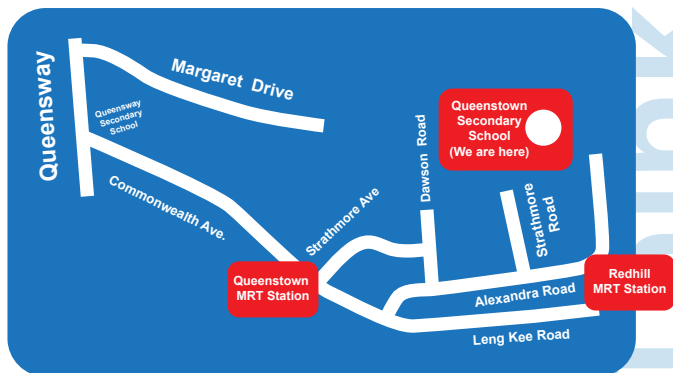 Queensway
Margaret Drive
Queensway
Secondary
School
Commonwealth Ave.
Queenstown
Secondary
School
(We are here)
Dawson Road
Strathmore Ave
Strathmore
Road
Queenstown
MRT Station
Redhill
MRT Station
Alexandra Road
Leng Kee Road